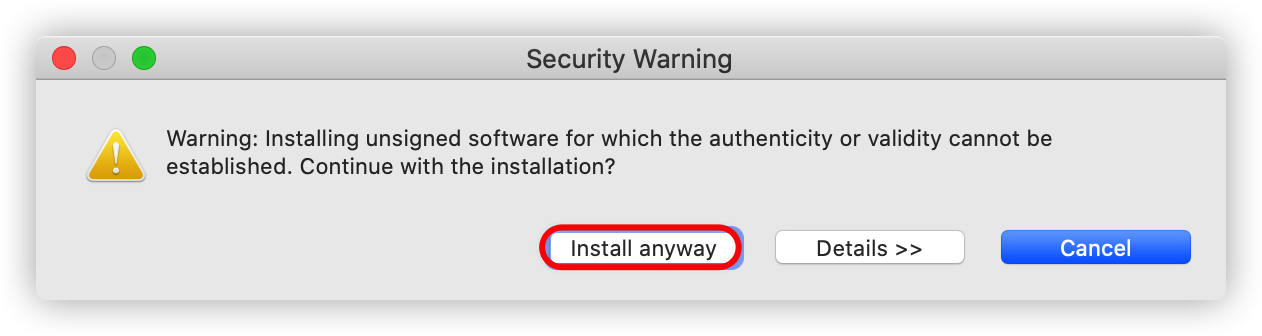 Security Warning
Warning: Installing unsigned software for which the authenticity or validity cannot be
established. Continue with the installation?
Install anyway
Details >>
Cancel